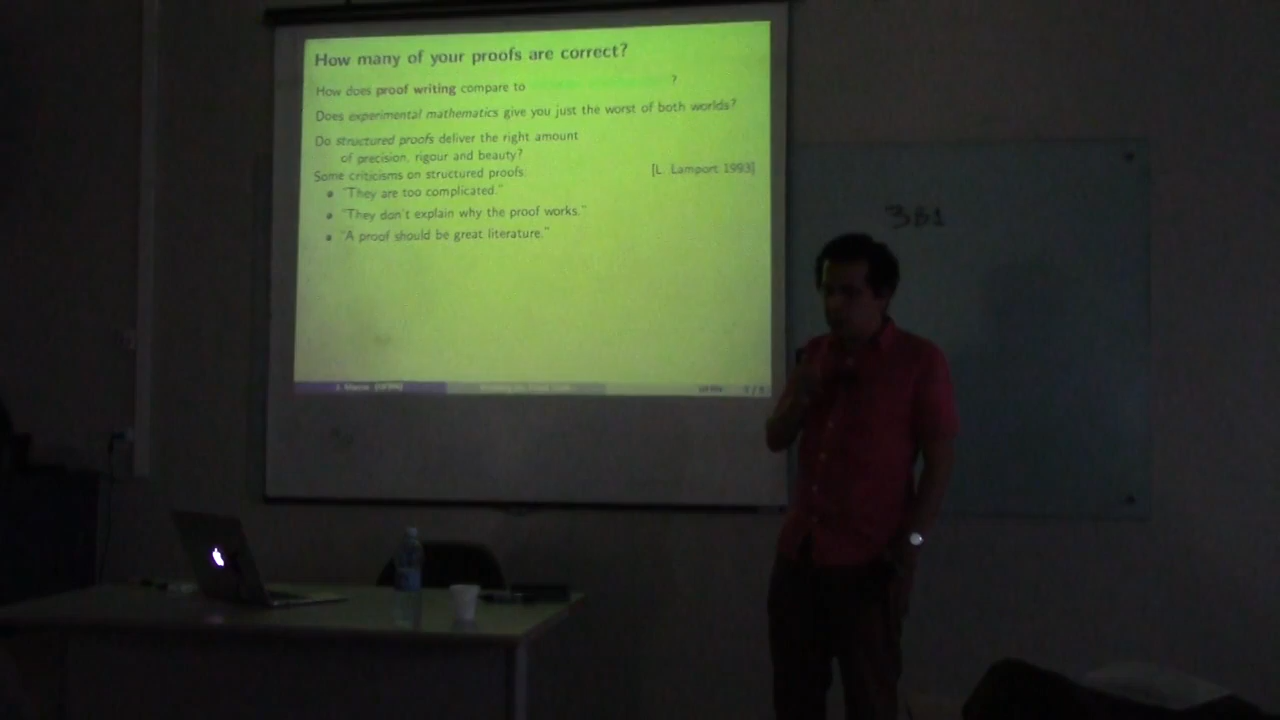 How many of your proofs are correct?
How does proof writing compare to ?
Does experimental mathematics give you just the worst of both worlds?
Do structured proofs deliver the right amount
of precision, rigour and beauty?
Some criticisms on structured proofs: [L. Lamport 1993]
• "They are too complicated."
• "They don't explain why the proof works."
• "A proof should be great literature."
381